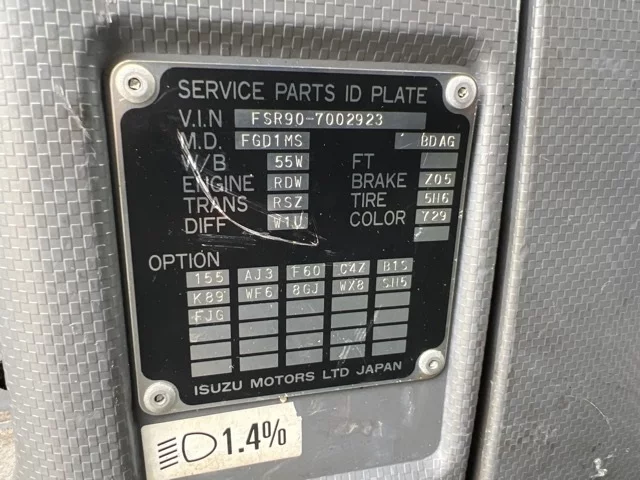 SERVICE PARTS ID PLATE
V.I.N FSR90-7002923
M.D. FGD1MS BDAG
W/B 55W FT
ENGINE RDW BRAKE Z05
TRANS RSZ TIRE 5H6
DIFF W1U COLOR Y29
OPTION
155 AJ3 F60 C4Z B15
K89 WF6 8GJ WX8 SH5
FJG
ISUZU MOTORS LTD JAPAN
1.4%